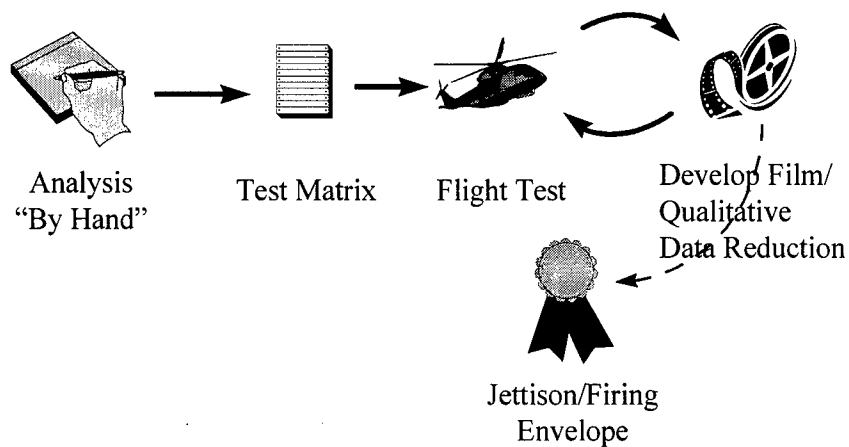 Analysis
“By Hand”
Test Matrix
Flight Test
Develop Film/
Qualitative
Data Reduction
Jettison/Firing
Envelope